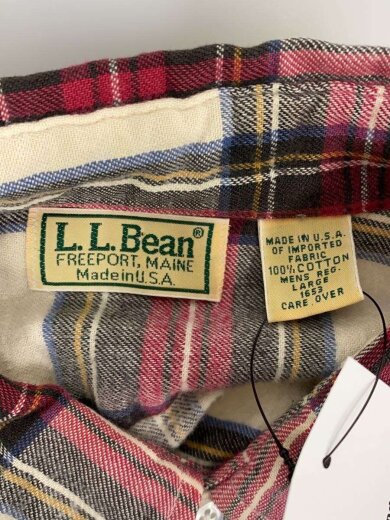 L.L.Bean®
FREEPORT, MAINE
Made in U.S.A.
MADE IN U.S.A.
OF IMPORTED
FABRIC
100% COTTON
MENS REG.
LARGE
1653
CARE OVER